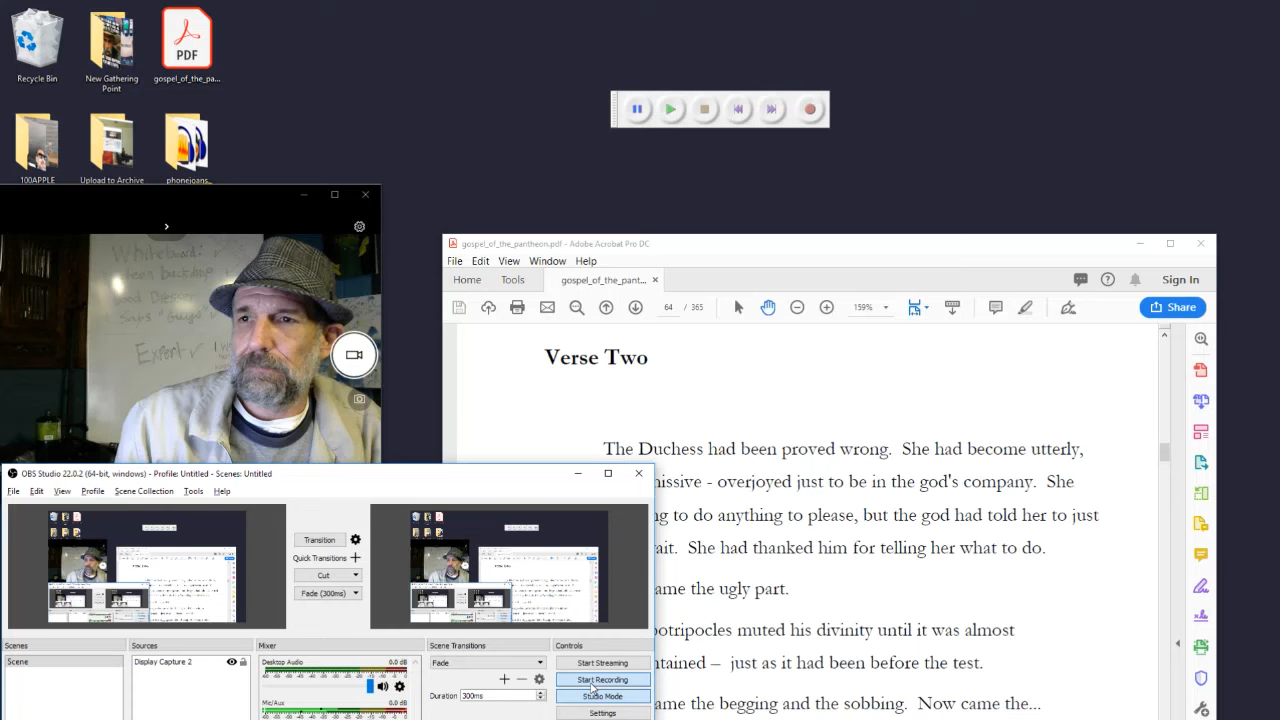 Recycle Bin
New Gathering
Point
PDF
gospel_of_the_pa...
100APPLE
Upload to Archive
phonejoans_
Whiteboard:
Expert
gospel_of_the_pantheon.pdf - Adobe Acrobat Pro DC
File Edit View Window Help
Home Tools gospel_of_the_pant... × Sign In
64 / 365 159% Share
Verse Two
The Duchess had been proved wrong. She had become utterly,
missive - overjoyed just to be in the god's company. She
ng to do anything to please, but the god had told her to just
ait. She had thanked him for telling her what to do.
ame the ugly part.
potripocles muted his divinity until it was almost
ntained – just as it had been before the test.
ame the begging and the sobbing. Now came the...
OBS Studio 22.0.2 (64-bit, windows) - Profile: Untitled - Scenes: Untitled
File Edit View Profile Scene Collection Tools Help
Transition
Quick Transitions
Cut
Fade (300ms)
Scenes Sources Mixer Scene Transitions Controls
Scene
Display Capture 2
Desktop Audio 0.0 dB
Mic/Aux 0.0 dB
Fade
Duration 300ms
Start Streaming
Start Recording
Studio Mode
Settings